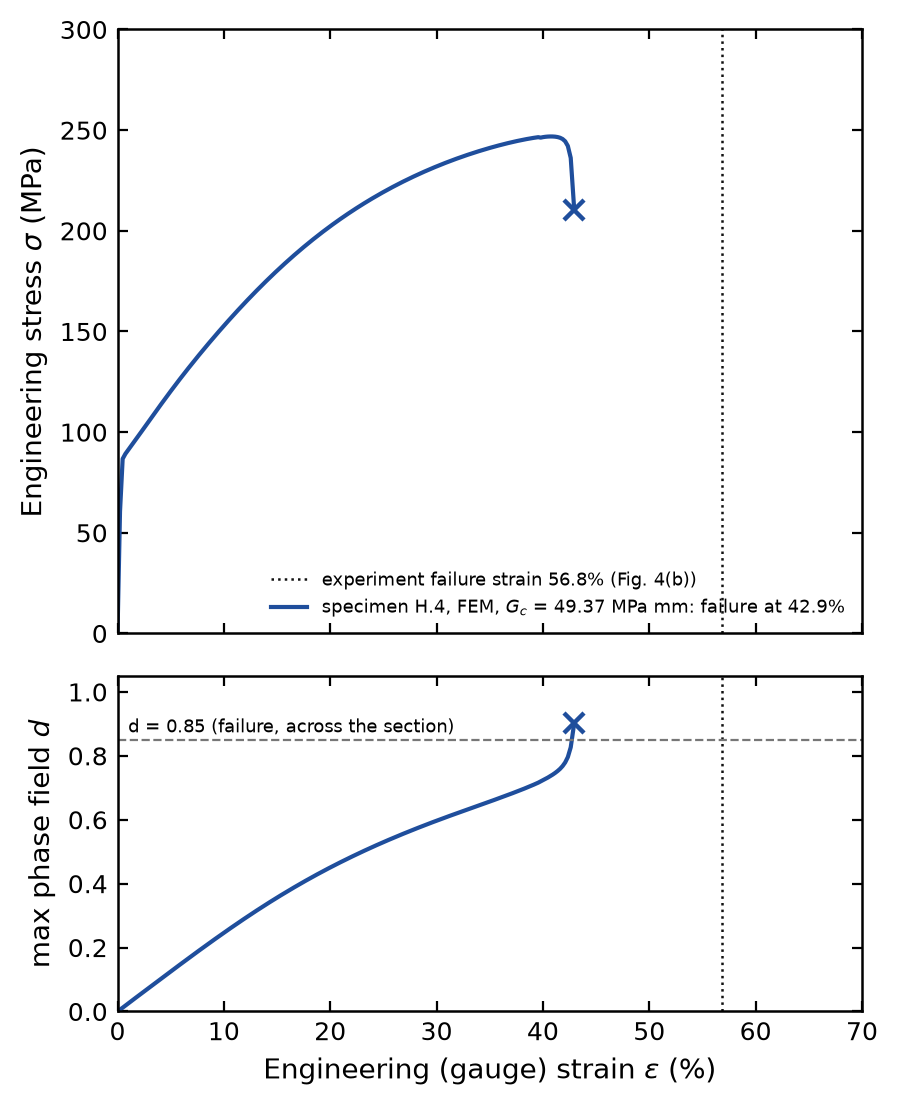 300
250
200
150
100
50
0
Engineering stress σ (MPa)
experiment failure strain 56.8% (Fig. 4(b))
specimen H.4, FEM, Gc = 49.37 MPa mm: failure at 42.9%
1.0
0.8
0.6
0.4
0.2
0.0
max phase field d
d = 0.85 (failure, across the section)
0 10 20 30 40 50 60 70
Engineering (gauge) strain ε (%)